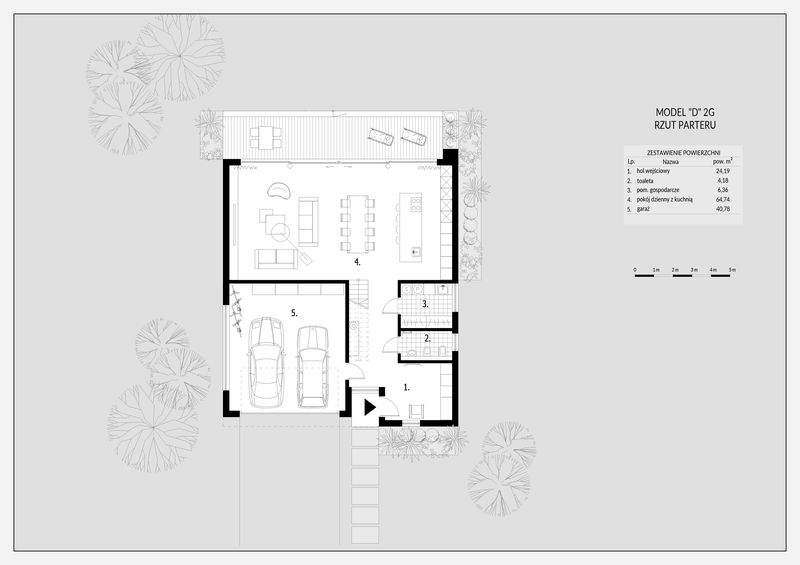 MODEL "D" 2G
RZUT PARTERU
ZESTAWIENIE POWIERZCHNI
l.p. Nazwa pow. m²
1. hol wejściowy 24,19
2. toaleta 4,18
3. pom. gospodarcze 6,36
4. pokój dzienny z kuchnią 64,74
5. garaż 40,78
0 1m 2m 3m 4m 5m
4.
5.
3.
2.
1.